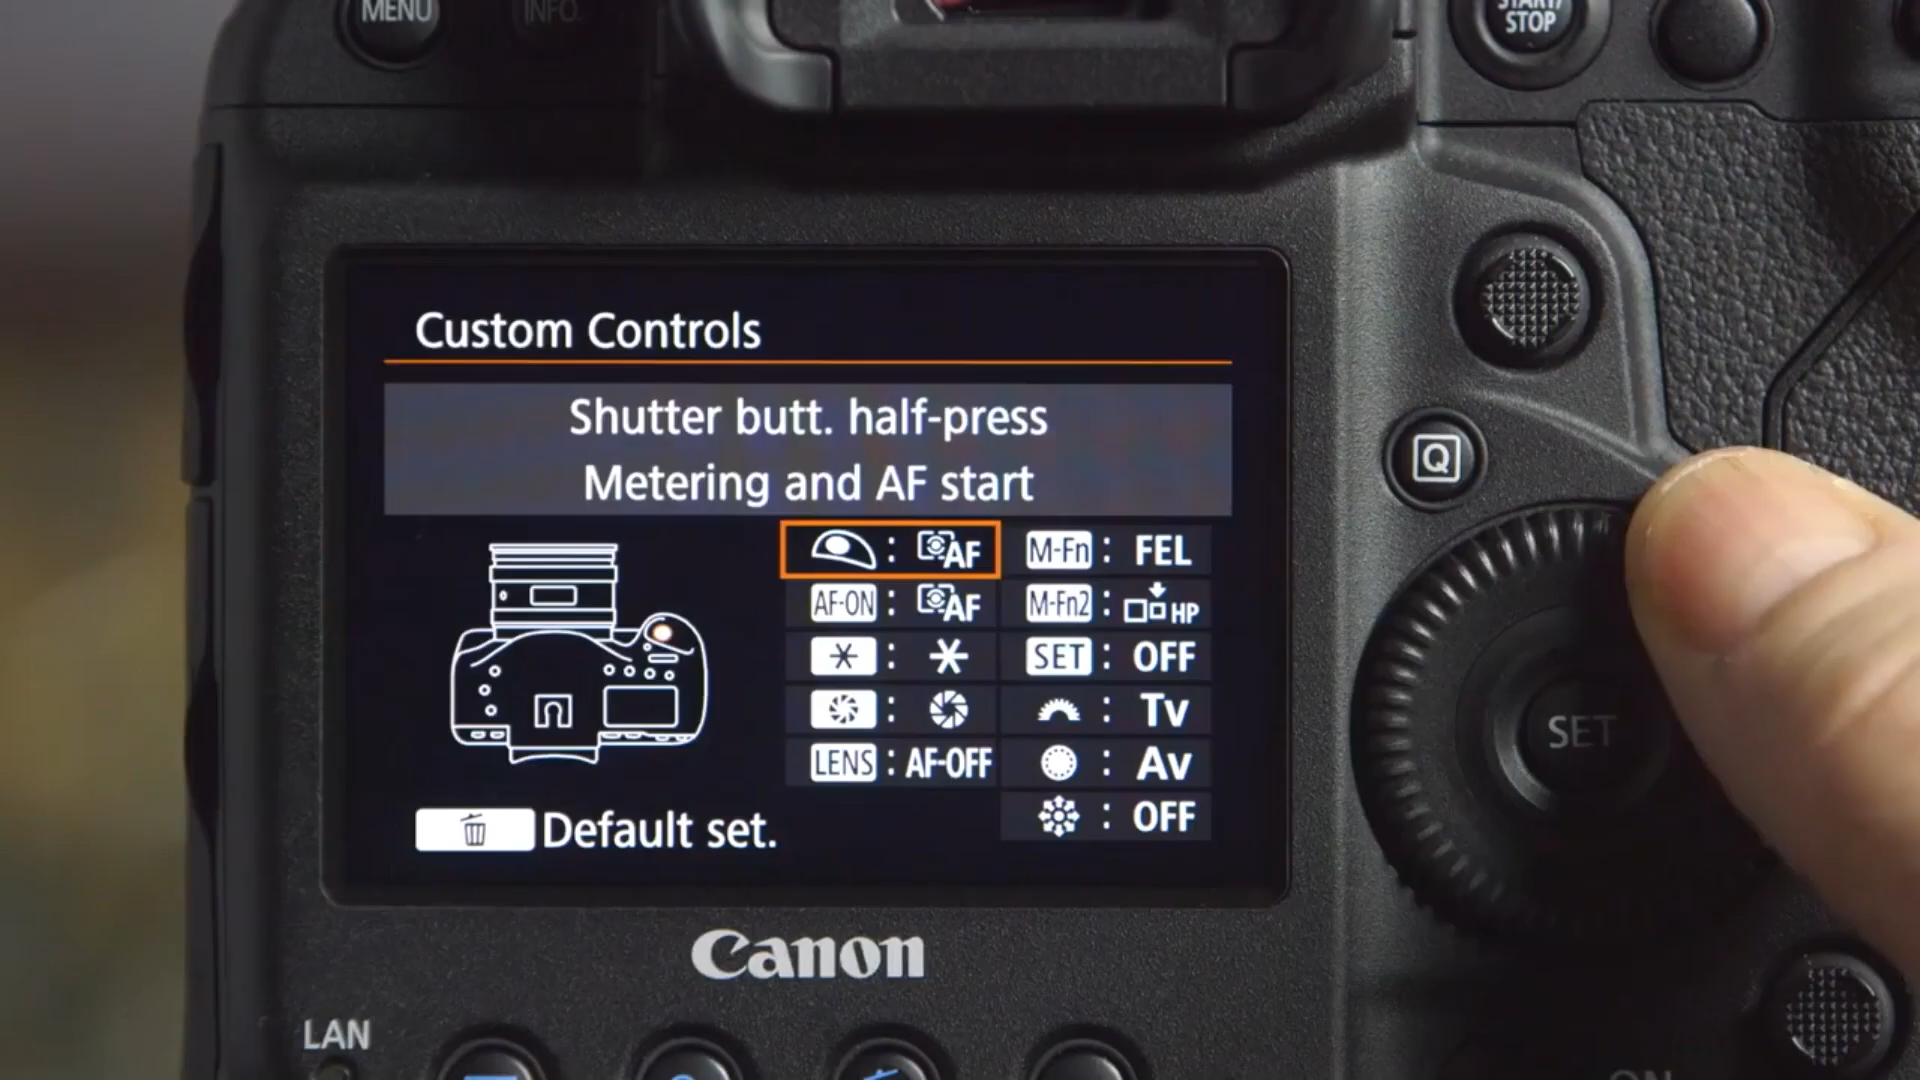 MENU
INFO.
START/
STOP
Custom Controls
Shutter butt. half-press
Metering and AF start
: AF
M-Fn : FEL
AF-ON : AF
M-Fn2 : HP
:
SET : OFF
:
: Tv
LENS : AF-OFF
: Av
: OFF
Default set.
Q
SET
Canon
LAN
ON